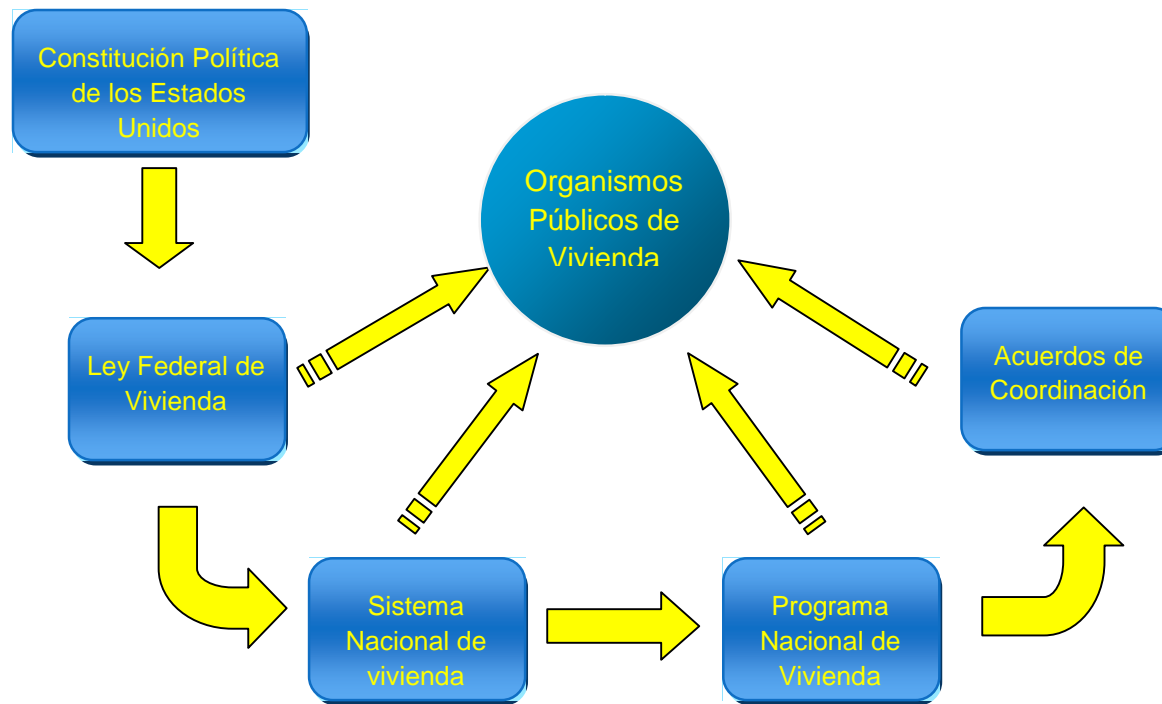 Constitución Política
de los Estados
Unidos
Organismos
Públicos de
Vivienda
Ley Federal de
Vivienda
Acuerdos de
Coordinación
Sistema
Nacional de
vivienda
Programa
Nacional de
Vivienda